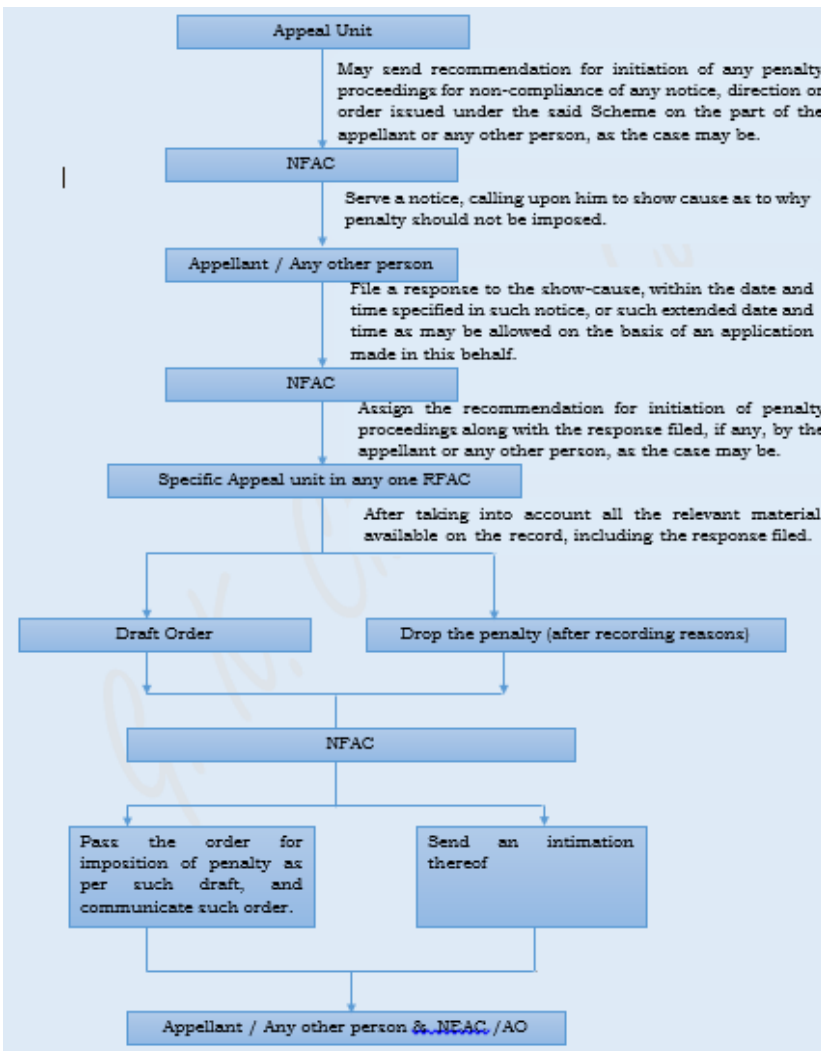 Appeal Unit
May send recommendation for initiation of any penalty
proceedings for non-compliance of any notice, direction or
order issued under the said Scheme on the part of the
appellant or any other person, as the case may be.
NFAC
Serve a notice, calling upon him to show cause as to why
penalty should not be imposed.
Appellant / Any other person
File a response to the show-cause, within the date and
time specified in such notice, or such extended date and
time as may be allowed on the basis of an application
made in this behalf.
NFAC
Assign the recommendation for initiation of penalty
proceedings along with the response filed, if any, by the
appellant or any other person, as the case may be.
Specific Appeal unit in any one RFAC
After taking into account all the relevant material
available on the record, including the response filed.
Draft Order
Drop the penalty (after recording reasons)
NFAC
Pass the order for
imposition of penalty as
per such draft, and
communicate such order.
Send an intimation
thereof
Appellant / Any other person & NEAC /AO